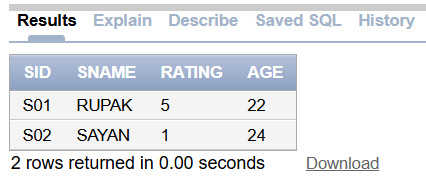 Results Explain Describe Saved SQL History
SID SNAME RATING AGE
S01 RUPAK 5 22
S02 SAYAN 1 24
2 rows returned in 0.00 seconds Download